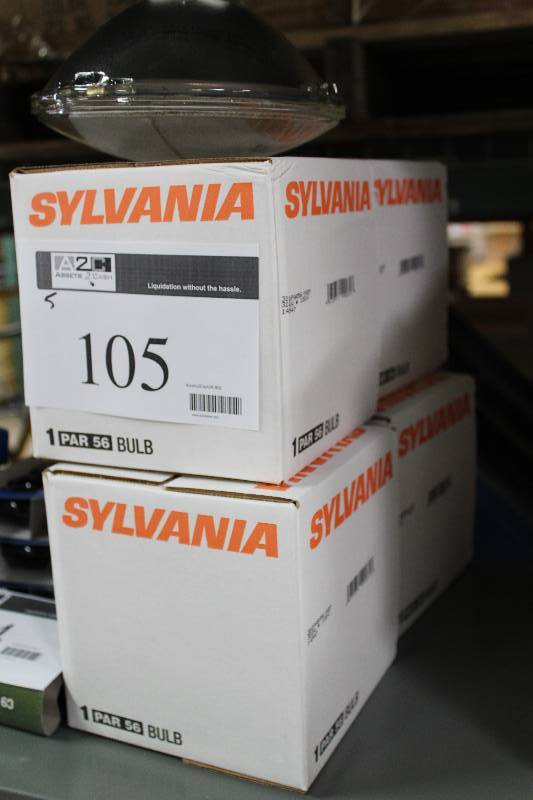 SYLVANIA
SYLVANIA
SYLVANIA
A2C
ASSETS 2 CASH
Liquidation without the hassle.
5
105
1 PAR 56 BULB
1 PAR 56 BULB
SYLVANIA
SYLVANIA
SYLVANIA
1 PAR 56 BULB
1 PAR 56 BULB
63